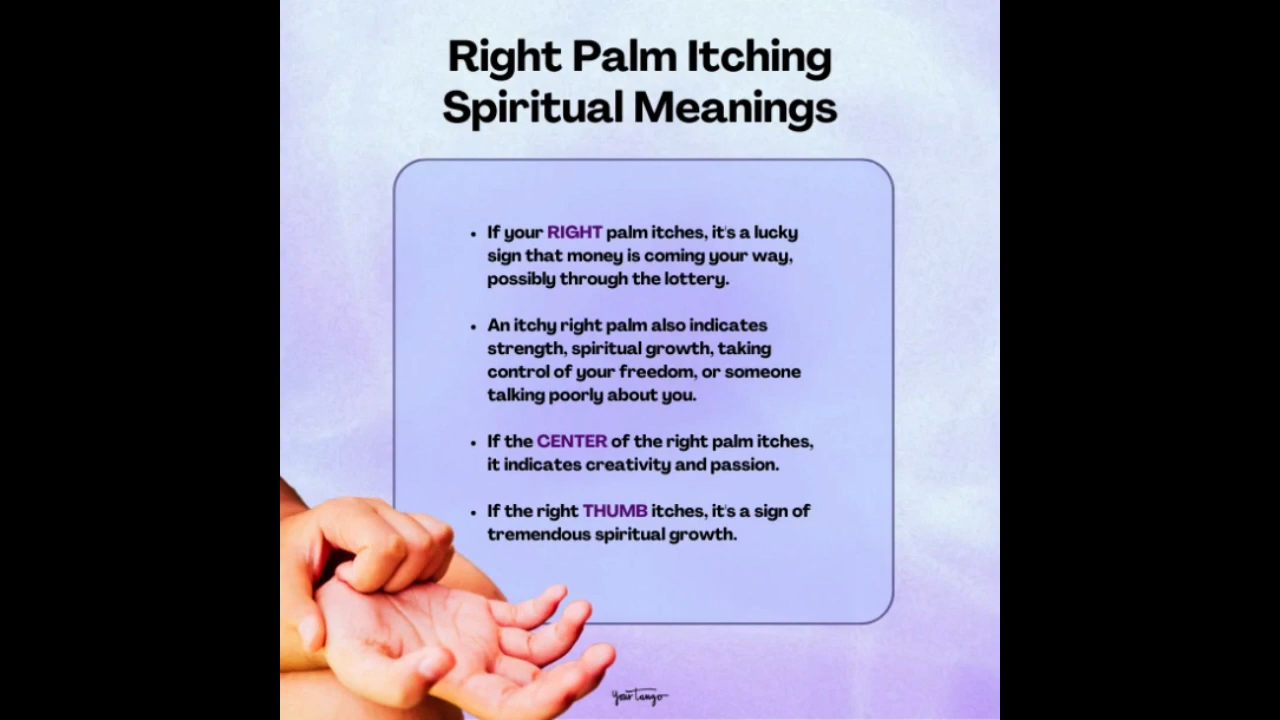 Right Palm Itching
Spiritual Meanings
• If your RIGHT palm itches, it's a lucky
sign that money is coming your way,
possibly through the lottery.
• An itchy right palm also indicates
strength, spiritual growth, taking
control of your freedom, or someone
talking poorly about you.
• If the CENTER of the right palm itches,
it indicates creativity and passion.
• If the right THUMB itches, it's a sign of
tremendous spiritual growth.
YourTango